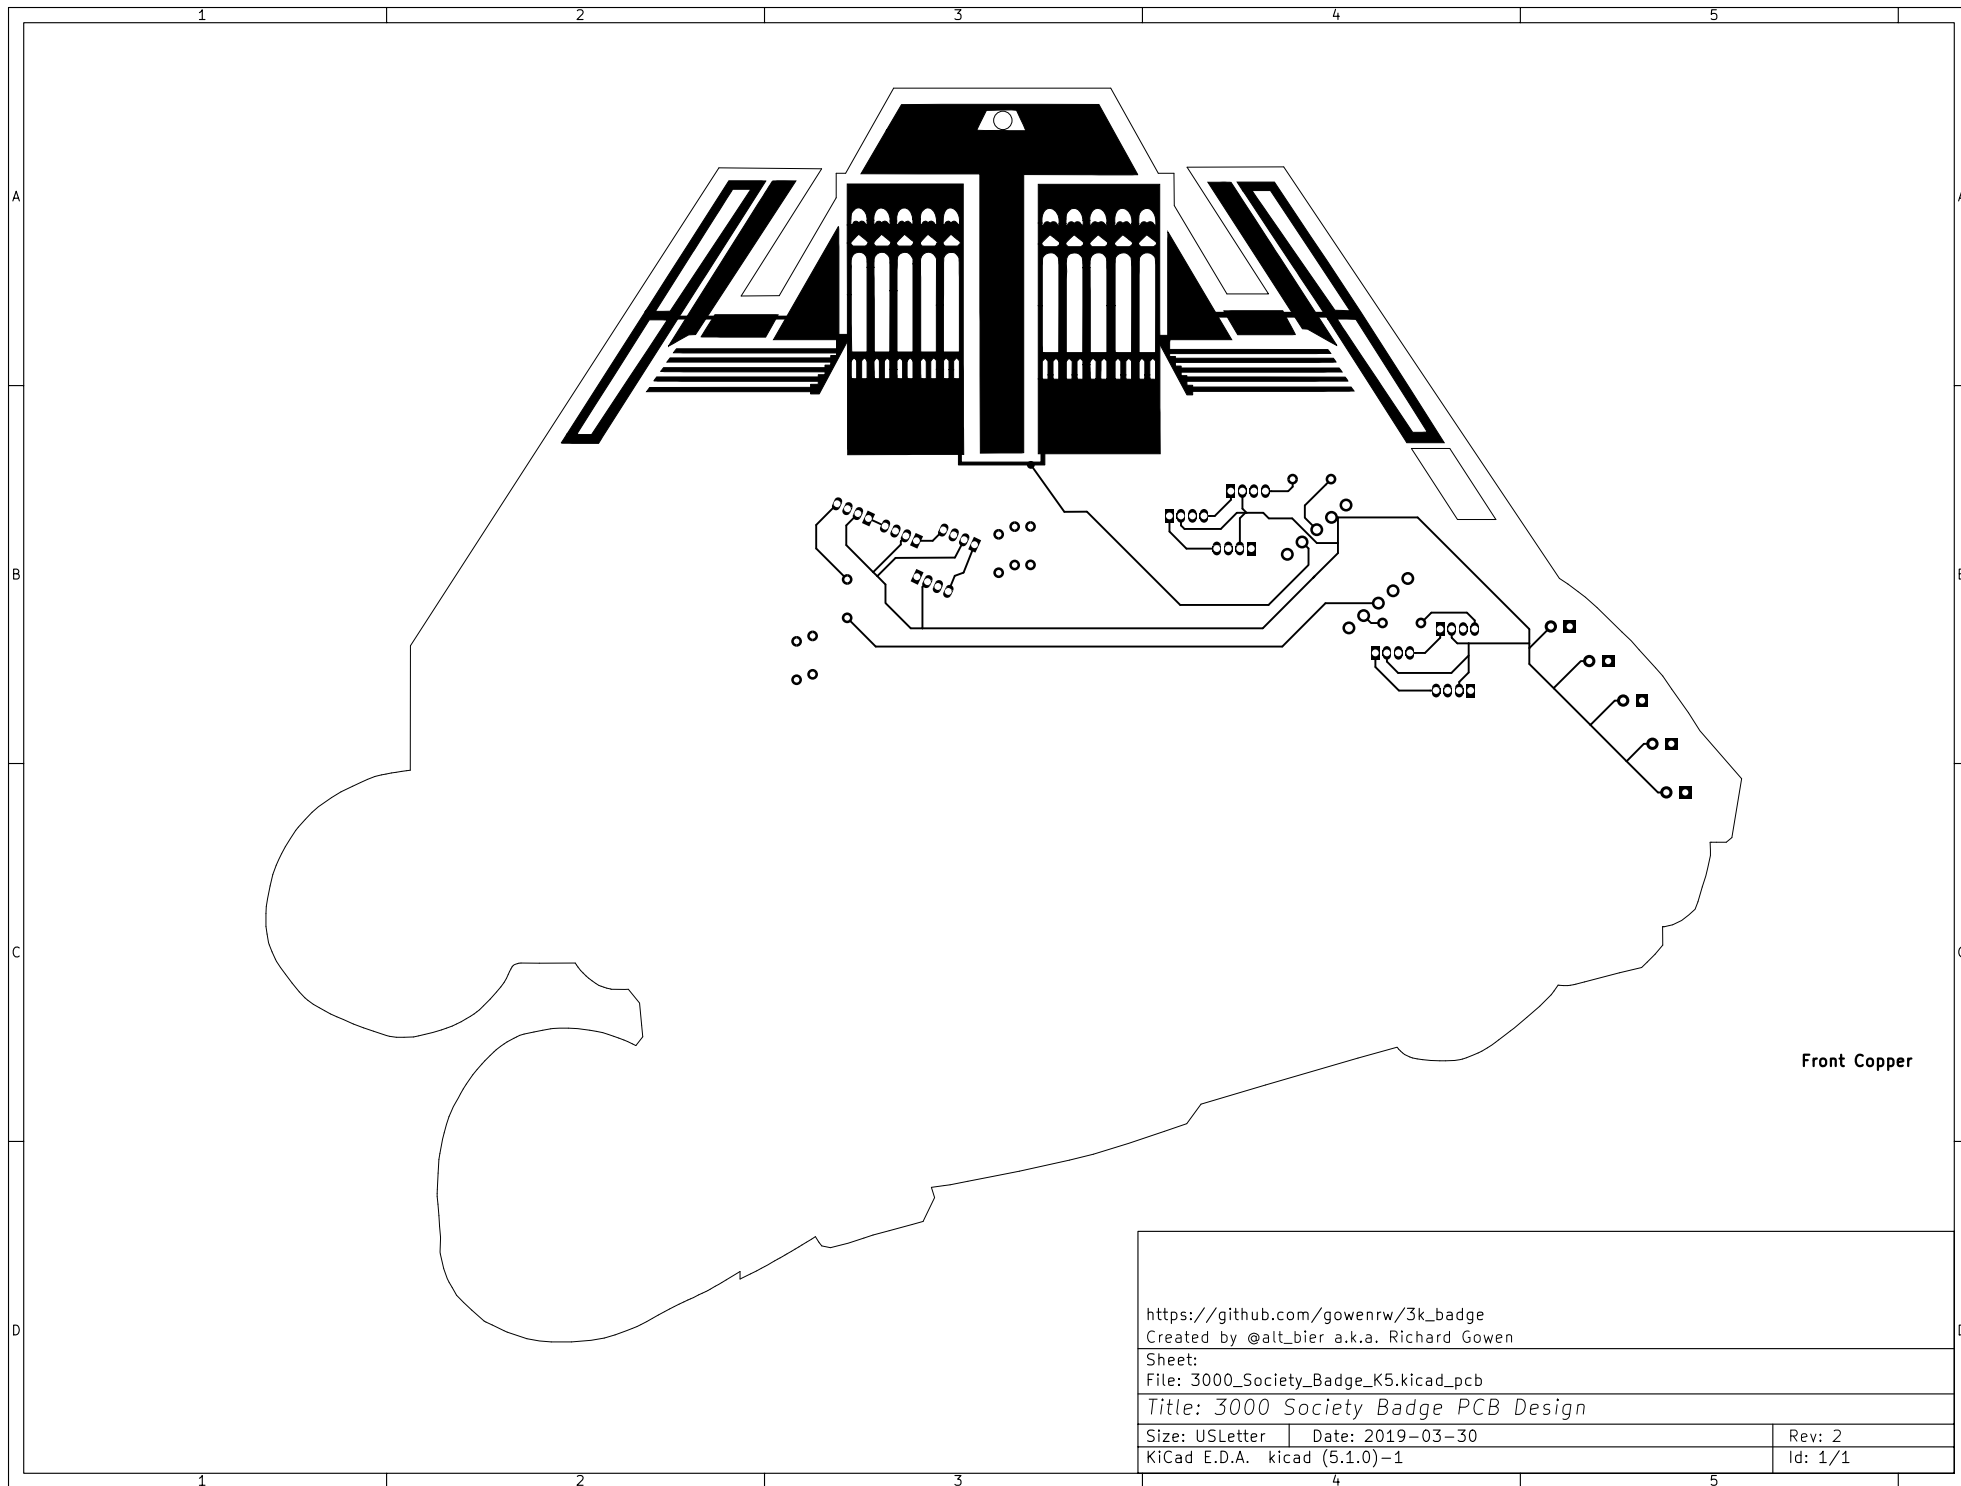 1 2 3 4 5
A A
B B
C C
D D
Front Copper
https://github.com/gowenrw/3k_badge
Created by @alt_bier a.k.a. Richard Gowen
Sheet:
File: 3000_Society_Badge_K5.kicad_pcb
Title: 3000 Society Badge PCB Design
Size: USLetter Date: 2019-03-30 Rev: 2
KiCad E.D.A. kicad (5.1.0)-1 Id: 1/1
1 2 3 4 5